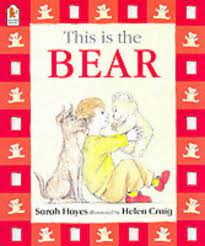 This is the
BEAR
Sarah Hayes illustrated by Helen Craig